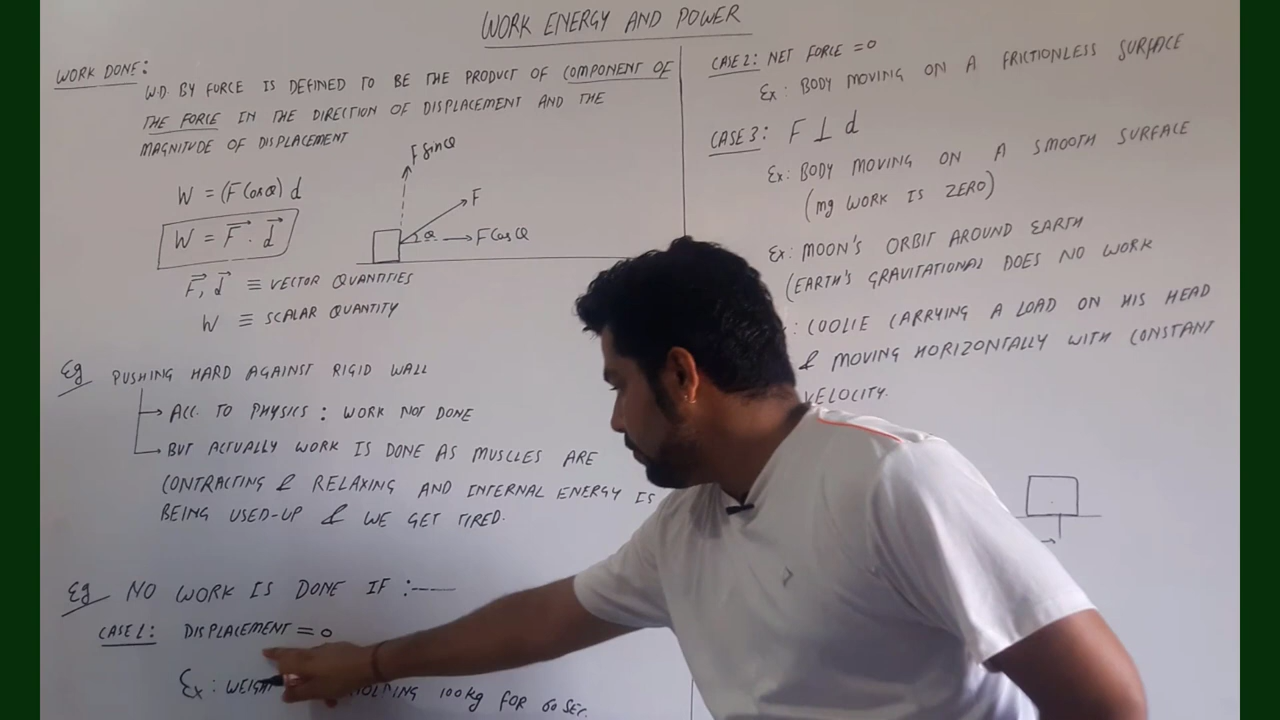 WORK ENERGY AND POWER
WORK DONE:
W.D. BY FORCE IS DEFINED TO BE THE PRODUCT OF COMPONENT OF
THE FORCE IN THE DIRECTION OF DISPLACEMENT AND THE
MAGNITUDE OF DISPLACEMENT
W = (F Cosθ) d
W = F⃗ . d⃗
F⃗, d⃗ ≡ VECTOR QUANTITIES
W ≡ SCALAR QUANTITY
F sinθ
F
θ
F Cosθ
Eg PUSHING HARD AGAINST RIGID WALL
ACC. TO PHYSICS : WORK NOT DONE
BUT ACTUALLY WORK IS DONE AS MUSCLES ARE
CONTRACTING & RELAXING AND INTERNAL ENERGY IS
BEING USED-UP & WE GET TIRED.
Eg NO WORK IS DONE IF :---
CASE 1: DISPLACEMENT = 0
Ex: HOLDING 100kg FOR 60 SEC.
CASE 2: NET FORCE = 0
Ex: BODY MOVING ON A FRICTIONLESS SURFACE
CASE 3: F ⊥ d
Ex: BODY MOVING ON A SMOOTH SURFACE
(mg WORK IS ZERO)
Ex: MOON'S ORBIT AROUND EARTH
(EARTH'S GRAVITATIONAL DOES NO WORK
: COOLIE CARRYING A LOAD ON HIS HEAD
& MOVING HORIZONTALLY WITH CONSTANT
VELOCITY.